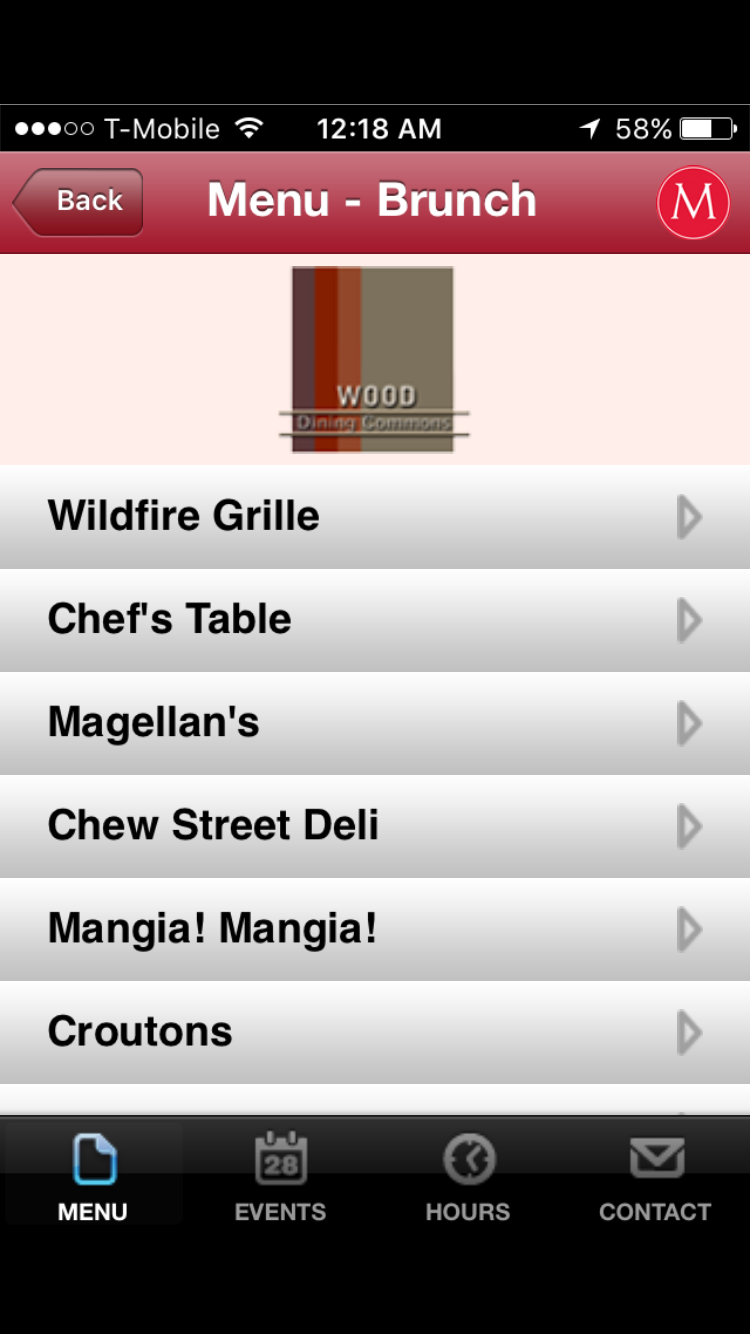 T-Mobile 12:18 AM 58%
Back Menu - Brunch M
WOOD
Dining Commons
Wildfire Grille
Chef's Table
Magellan's
Chew Street Deli
Mangia! Mangia!
Croutons
28
MENU EVENTS HOURS CONTACT